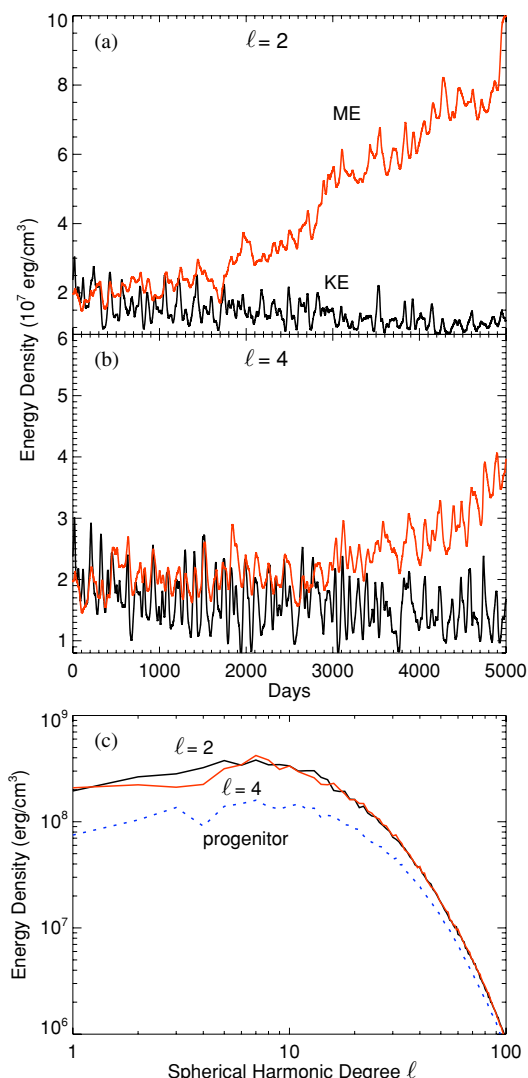 (a)
ℓ = 2
10
8
6
4
2
ME
KE
Energy Density (10⁷ erg/cm³)
(b)
ℓ = 4
6
5
4
3
2
1
0
1000
2000
3000
4000
5000
Days
(c)
ℓ = 2
ℓ = 4
progenitor
10⁹
10⁸
10⁷
10⁶
Energy Density (erg/cm³)
1
10
100
Spherical Harmonic Degree ℓ